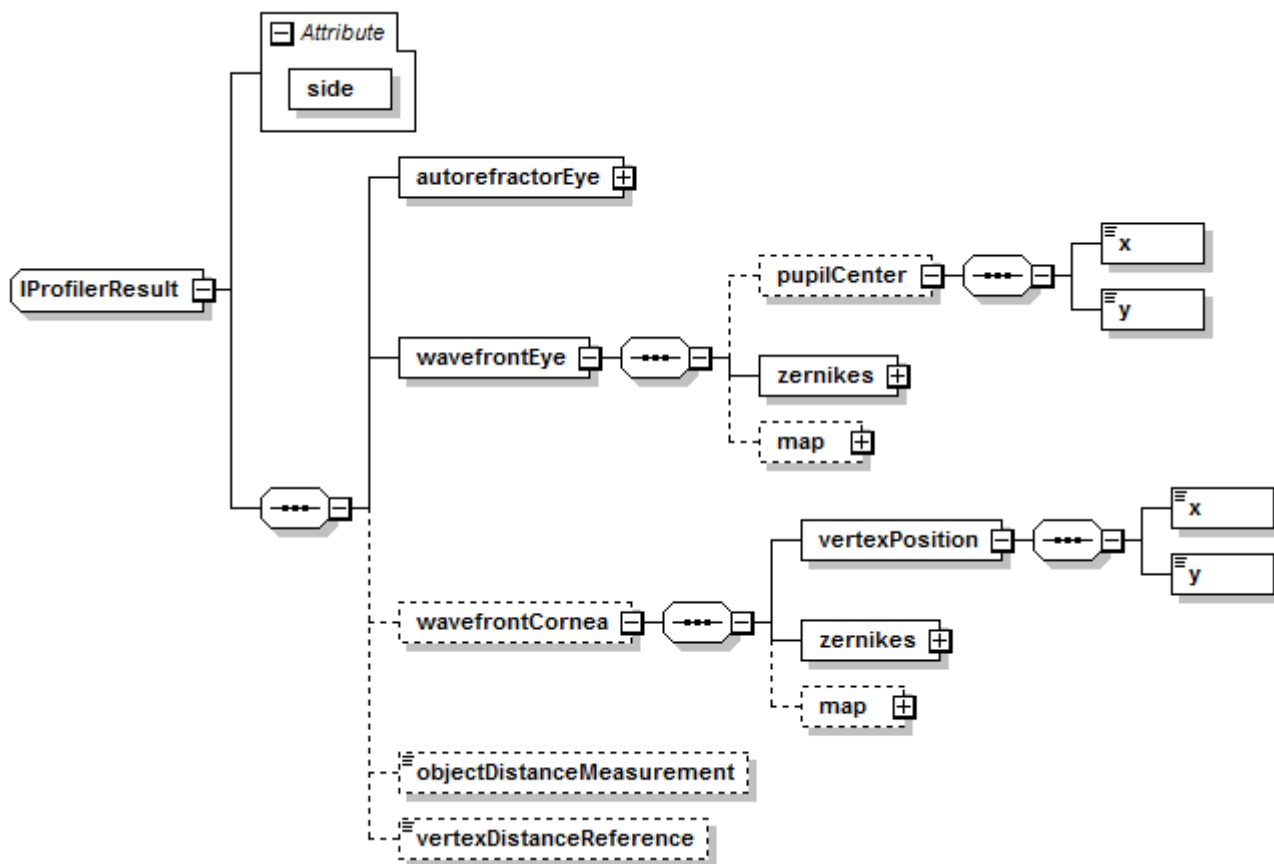 Attribute
side
autorefractorEye
IProfilerResult
pupilCenter
x
y
wavefrontEye
zernikes
map
vertexPosition
x
y
wavefrontCornea
zernikes
map
objectDistanceMeasurement
vertexDistanceReference